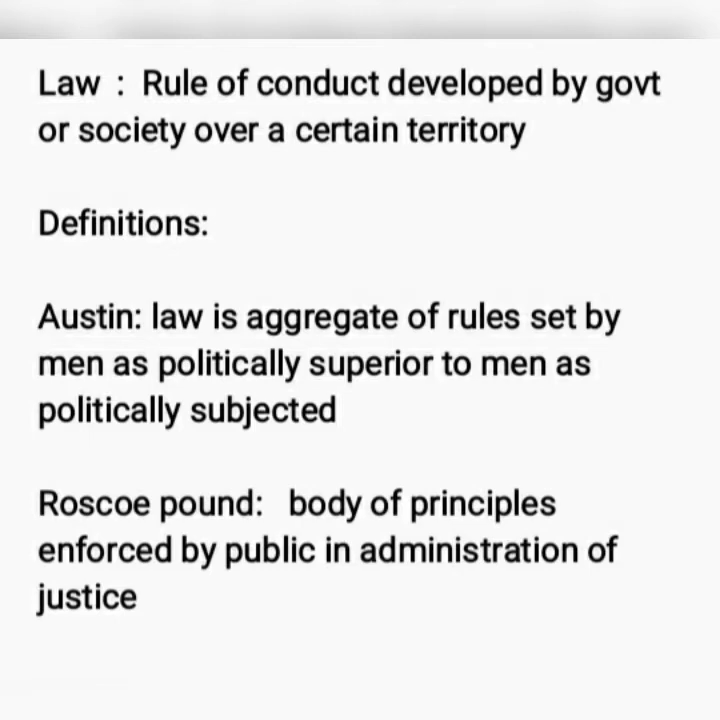 Law : Rule of conduct developed by govt
or society over a certain territory
Definitions:
Austin: law is aggregate of rules set by
men as politically superior to men as
politically subjected
Roscoe pound: body of principles
enforced by public in administration of
justice